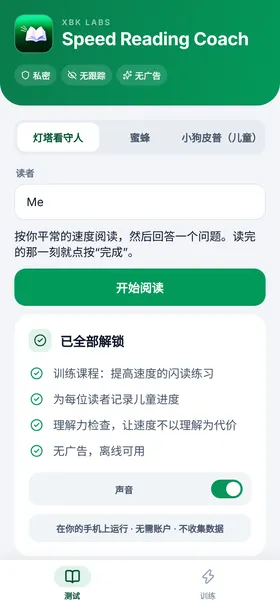 XBK LABS
Speed Reading Coach
私密
无跟踪
无广告
灯塔看守人
蜜蜂
小狗皮普（儿童）
读者
Me
按你平常的速度阅读，然后回答一个问题。读完
的那一刻就点按“完成”。
开始阅读
已全部解锁
训练课程：提高速度的闪读练习
为每位读者记录儿童进度
理解力检查，让速度不以理解为代价
无广告，离线可用
声音
在你的手机上运行 · 无需账户 · 不收集数据
测试
训练